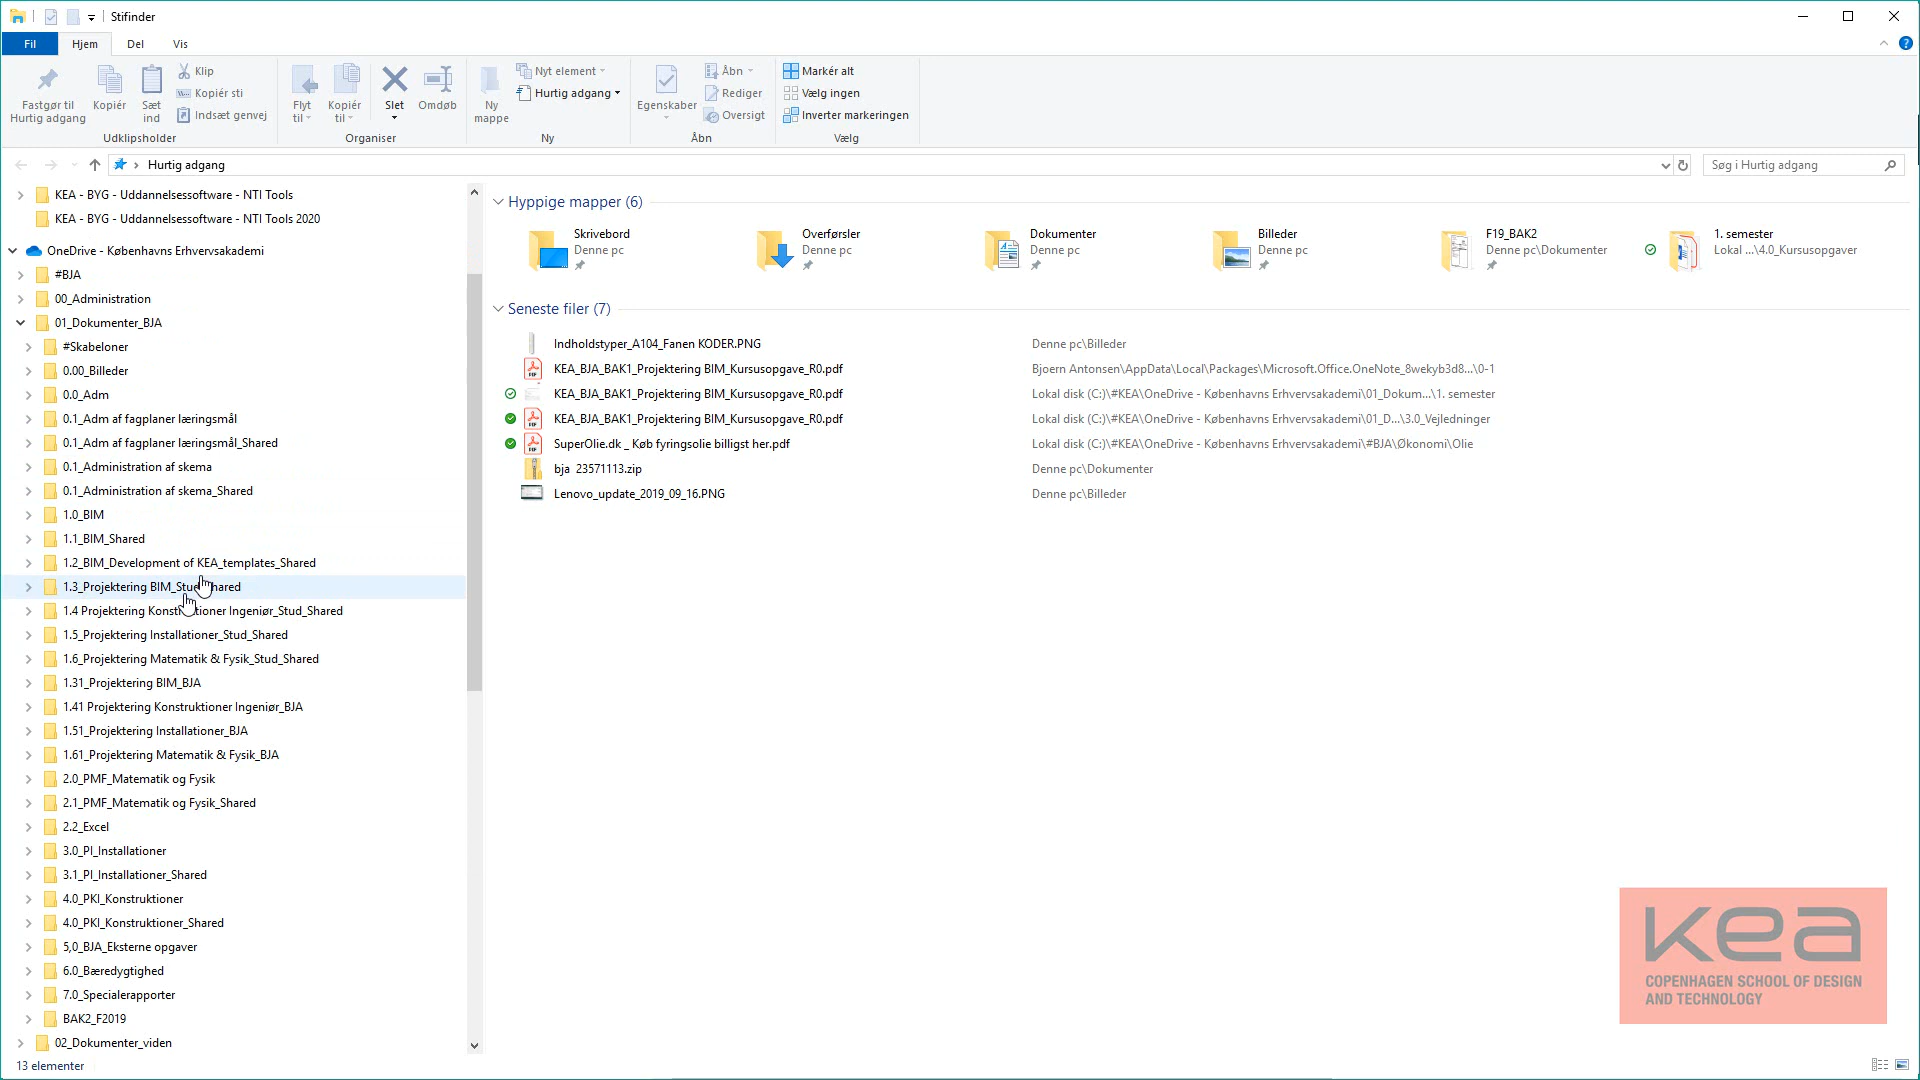 Stifinder
Fil
Hjem
Del
Vis
Fastgør til
Hurtig adgang
Kopiér
Sæt
ind
Klip
Kopiér sti
Indsæt genvej
Udklipsholder
Flyt
til
Kopiér
til
Slet
Omdøb
Organiser
Ny
mappe
Nyt element
Hurtig adgang
Ny
Egenskaber
Åbn
Rediger
Oversigt
Åbn
Markér alt
Vælg ingen
Inverter markeringen
Vælg
Hurtig adgang
Søg i Hurtig adgang
KEA - BYG - Uddannelsessoftware - NTI Tools
KEA - BYG - Uddannelsessoftware - NTI Tools 2020
OneDrive - Københavns Erhvervsakademi
#BJA
00_Administration
01_Dokumenter_BJA
#Skabeloner
0.00_Billeder
0.0_Adm
0.1_Adm af fagplaner læringsmål
0.1_Adm af fagplaner læringsmål_Shared
0.1_Administration af skema
0.1_Administration af skema_Shared
1.0_BIM
1.1_BIM_Shared
1.2_BIM_Development of KEA_templates_Shared
1.3_Projektering
1.4 Projektering Ingeniør_Stud_Shared
1.5_Projektering Installationer_Stud_Shared
1.6_Projektering Matematik & Fysik_Stud_Shared
1.31_Projektering BIM_BJA
1.41 Projektering Konstruktioner Ingeniør_BJA
1.51_Projektering Installationer_BJA
1.61_Projektering Matematik & Fysik_BJA
2.0_PMF_Matematik og Fysik
2.1_PMF_Matematik og Fysik_Shared
2.2_Excel
3.0_PI_Installationer
3.1_PI_Installationer_Shared
4.0_PKI_Konstruktioner
4.0_PKI_Konstruktioner_Shared
5,0_BJA_Eksterne opgaver
6.0_Bæredygtighed
7.0_Specialerapporter
BAK2_F2019
02_Dokumenter_viden
13 elementer
Hyppige mapper (6)
Skrivebord
Denne pc
Overførsler
Denne pc
Dokumenter
Denne pc
Billeder
Denne pc
F19_BAK2
Denne pc\Dokumenter
1. semester
Lokal ...\4.0_Kursusopgaver
Seneste filer (7)
Indholdstyper_A104_Fanen KODER.PNG Denne pc\Billeder
KEA_BJA_BAK1_Projektering BIM_Kursusopgave_R0.pdf Bjoern Antonsen\AppData\Local\Packages\Microsoft.Office.OneNote_8wekyb3d8...\0-1
KEA_BJA_BAK1_Projektering BIM_Kursusopgave_R0.pdf Lokal disk (C:)\#KEA\OneDrive - Københavns Erhvervsakademi\01_Dokum...\1. semester
KEA_BJA_BAK1_Projektering BIM_Kursusopgave_R0.pdf Lokal disk (C:)\#KEA\OneDrive - Københavns Erhvervsakademi\01_D...\3.0_Vejledninger
SuperOlie.dk _ Køb fyringsolie billigst her.pdf Lokal disk (C:)\#KEA\OneDrive - Københavns Erhvervsakademi\#BJA\Økonomi\Olie
bja 23571113.zip Denne pc\Dokumenter
Lenovo_update_2019_09_16.PNG Denne pc\Billeder
kea
COPENHAGEN SCHOOL OF DESIGN
AND TECHNOLOGY